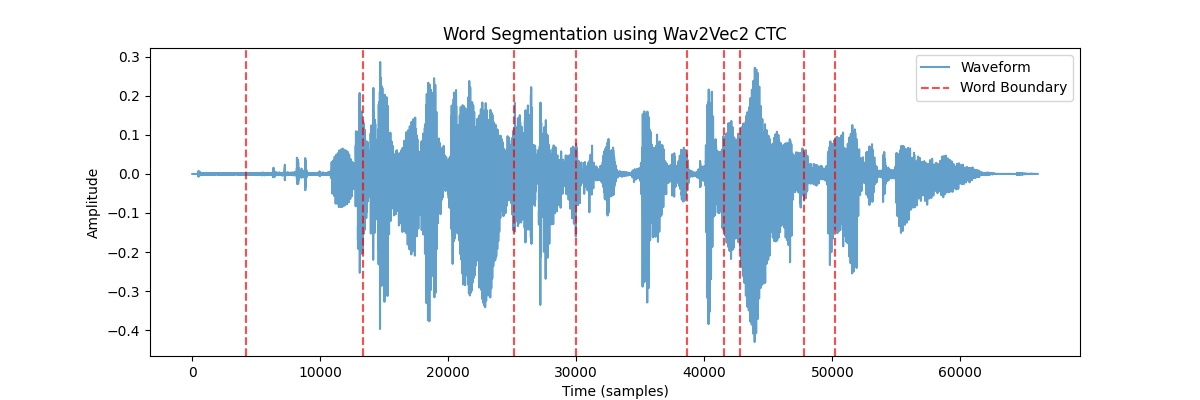 Word Segmentation using Wav2Vec2 CTC
Waveform
Word Boundary
0.3
0.2
0.1
0.0
−0.1
−0.2
−0.3
−0.4
Amplitude
0 10000 20000 30000 40000 50000 60000
Time (samples)